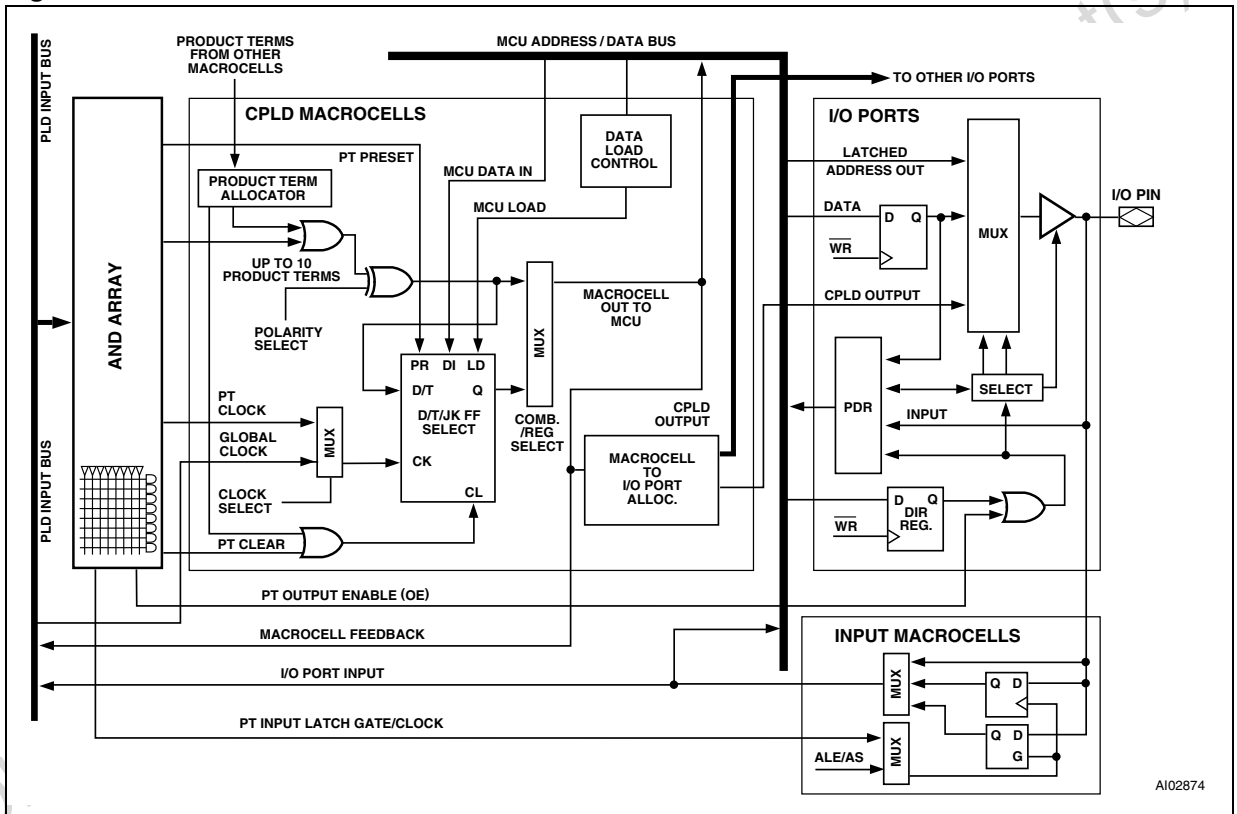 PLD INPUT BUS
PRODUCT TERMS
FROM OTHER
MACROCELLS
MCU ADDRESS / DATA BUS
TO OTHER I/O PORTS
CPLD MACROCELLS
I/O PORTS
PT PRESET
MCU DATA IN
DATA
LOAD
CONTROL
LATCHED
ADDRESS OUT
I/O PIN
PRODUCT TERM
ALLOCATOR
MCU LOAD
DATA
D Q
WR
MUX
AND ARRAY
UP TO 10
PRODUCT TERMS
POLARITY
SELECT
MUX
MACROCELL
OUT TO
MCU
CPLD OUTPUT
PR DI LD
D/T Q
D/T/JK FF
SELECT
CK
CL
COMB.
/REG
SELECT
CPLD
OUTPUT
PDR
SELECT
INPUT
PLD INPUT BUS
PT
CLOCK
GLOBAL
CLOCK
MUX
CLOCK
SELECT
MACROCELL
TO
I/O PORT
ALLOC.
D Q
DIR
REG.
WR
PT CLEAR
PT OUTPUT ENABLE (OE)
MACROCELL FEEDBACK
INPUT MACROCELLS
I/O PORT INPUT
MUX
Q D
PT INPUT LATCH GATE/CLOCK
MUX
Q D
G
ALE/AS
AI02874